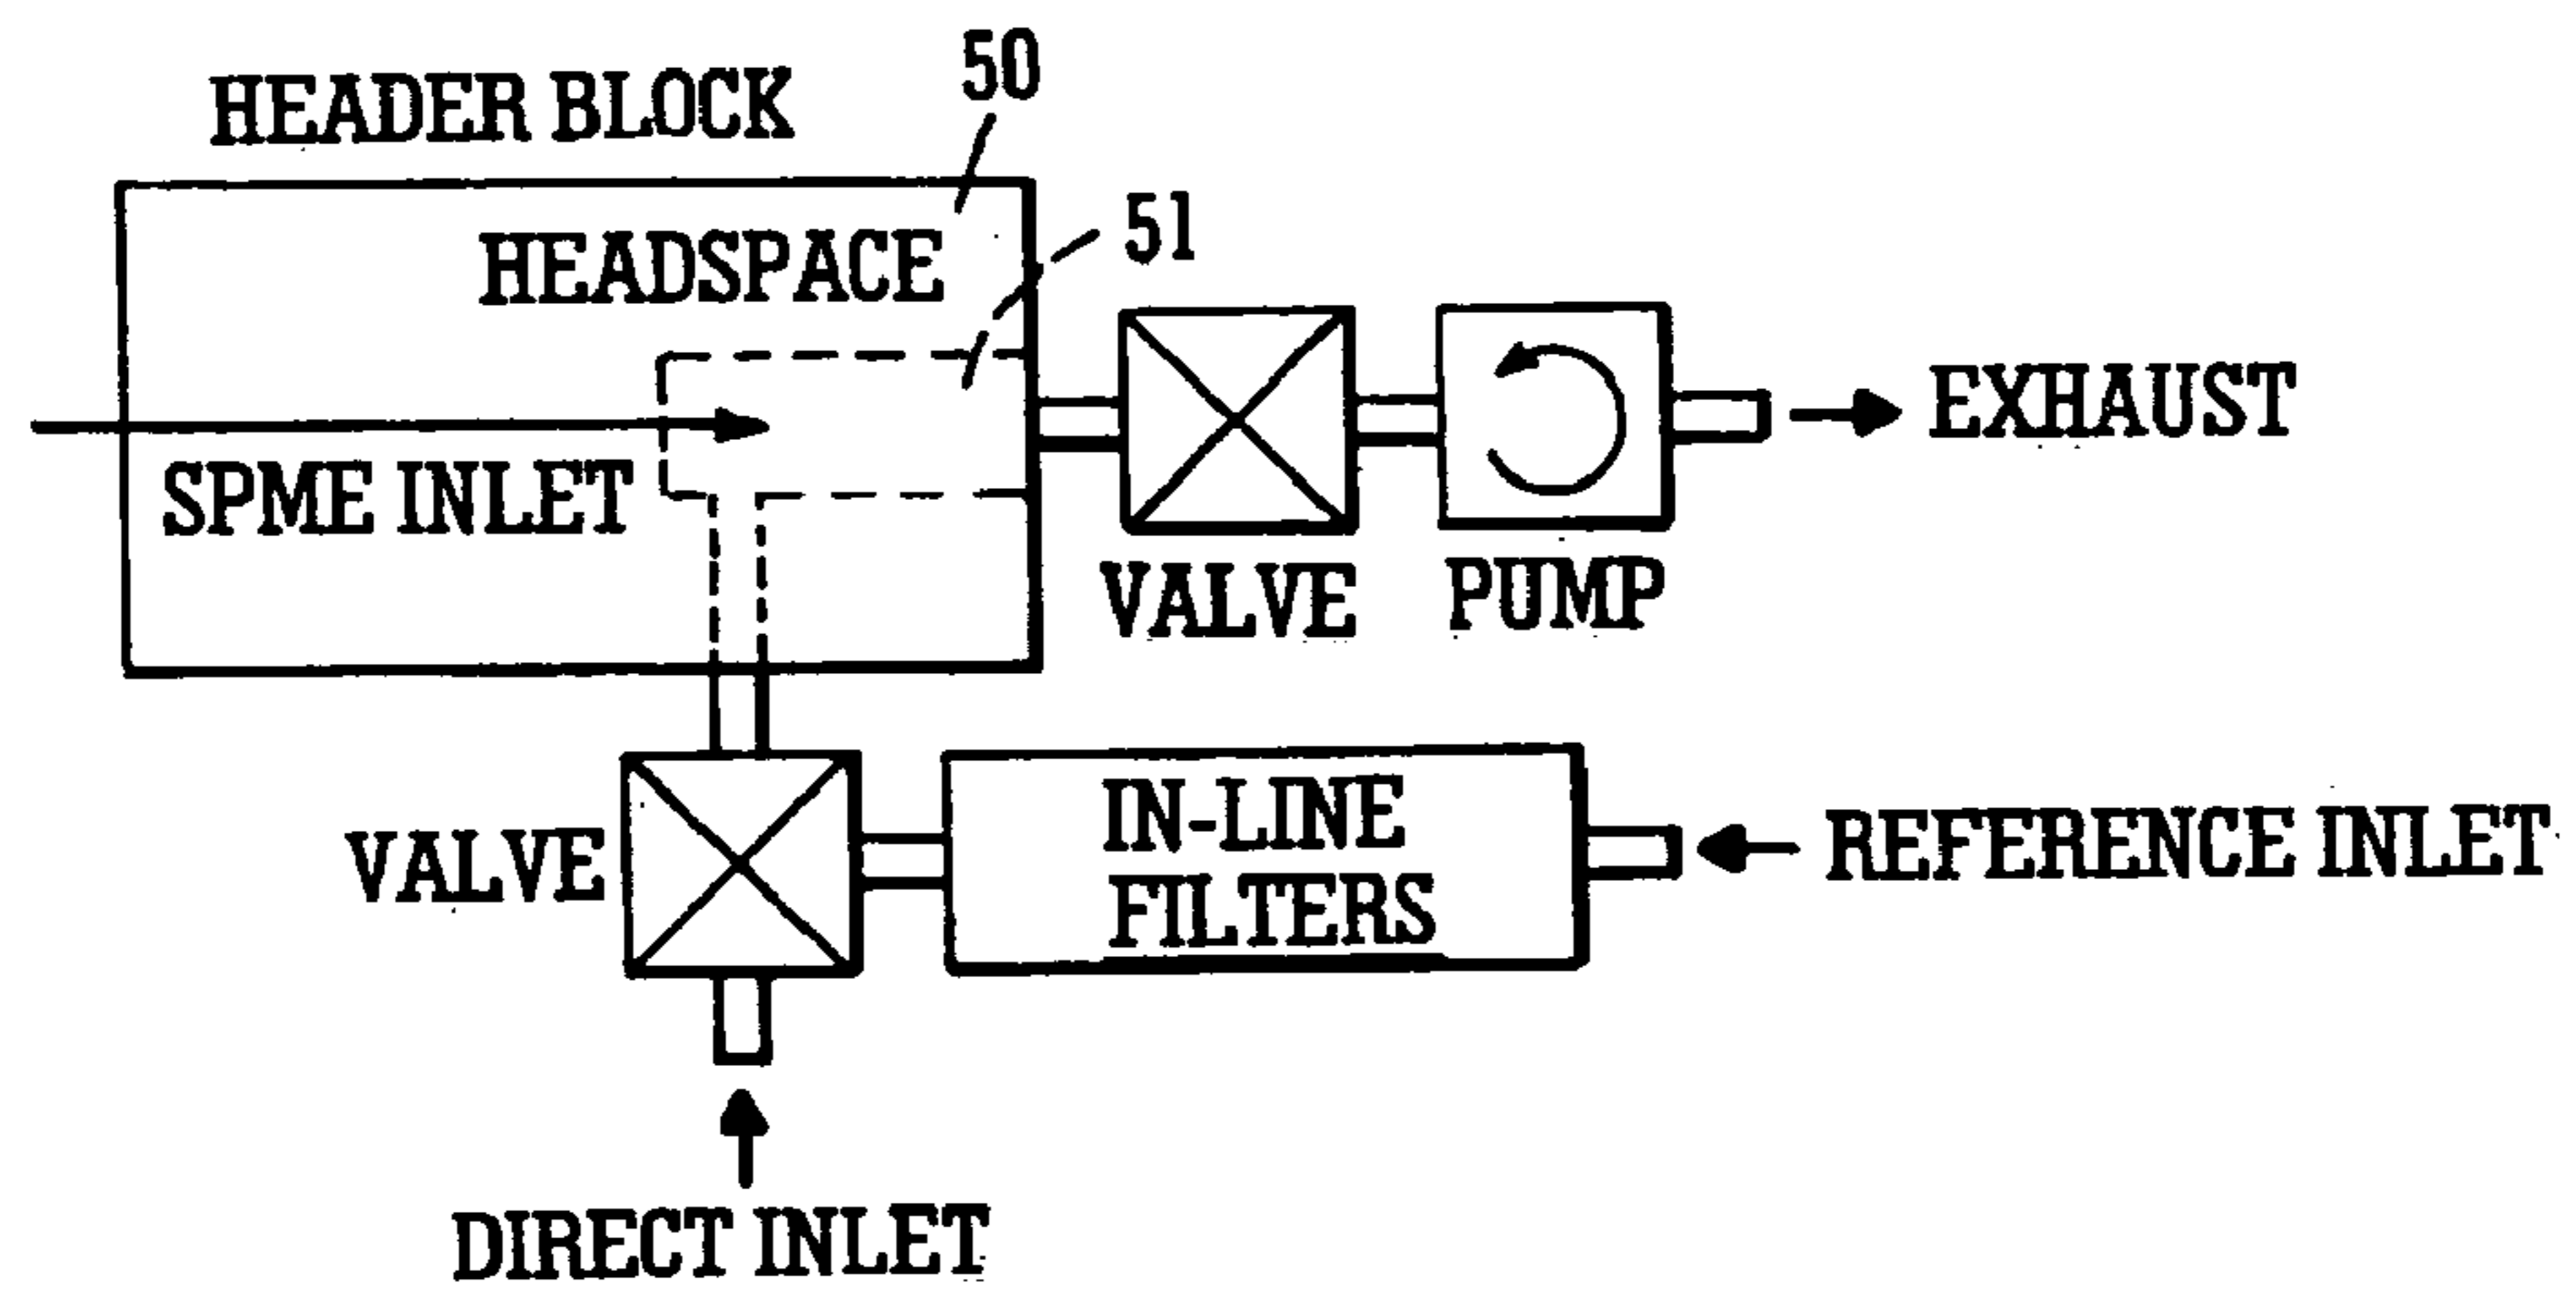 50
HEADER BLOCK
51
HEADSPACE
EXHAUST
SPME INLET
VALVE
PUMP
IN-LINE
FILTERS
REFERENCE INLET
VALVE
DIRECT INLET